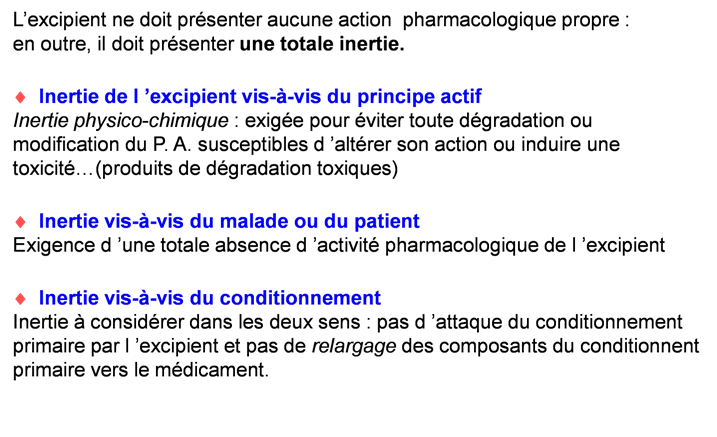 L’excipient ne doit présenter aucune action  pharmacologique propre :
en outre, il doit présenter une totale inertie.
♦ Inertie de l ’excipient vis-à-vis du principe actif
Inertie physico-chimique : exigée pour éviter toute dégradation ou
modification du P. A. susceptibles d ’altérer son action ou induire une
toxicité…(produits de dégradation toxiques)
♦ Inertie vis-à-vis du malade ou du patient
Exigence d ’une totale absence d ’activité pharmacologique de l ’excipient
♦ Inertie vis-à-vis du conditionnement
Inertie à considérer dans les deux sens : pas d ’attaque du conditionnement
primaire par l ’excipient et pas de relargage des composants du conditionnent
primaire vers le médicament.